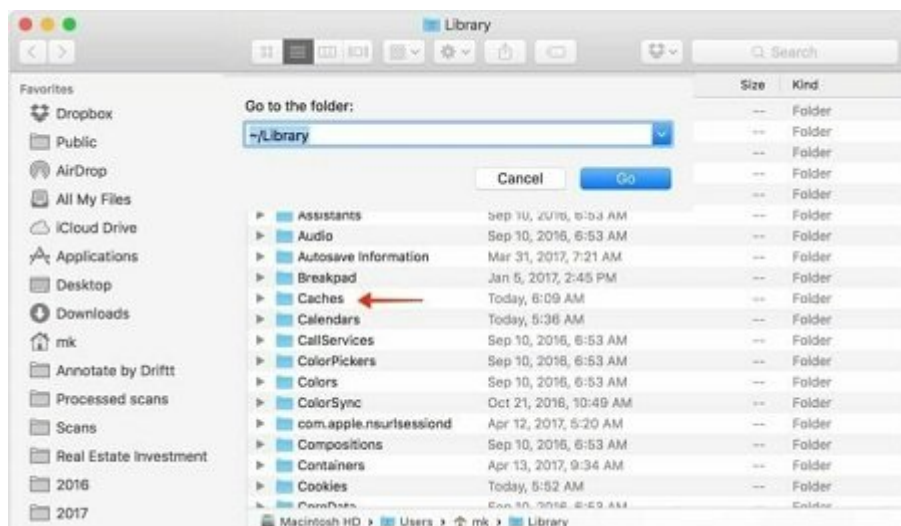 Library
Search
Favorites
Dropbox
Public
AirDrop
All My Files
iCloud Drive
Applications
Desktop
Downloads
mk
Annotate by Driftt
Processed scans
Scans
Real Estate Investment
2016
2017
Go to the folder:
~/Library
Cancel Go
Size Kind
-- Folder
-- Folder
-- Folder
-- Folder
-- Folder
Assistants Sep 10, 2016, 6:53 AM -- Folder
Audio Sep 10, 2016, 6:53 AM -- Folder
Autosave Information Mar 31, 2017, 7:21 AM -- Folder
Breakpad Jan 5, 2017, 2:45 PM -- Folder
Caches Today, 6:09 AM -- Folder
Calendars Today, 5:36 AM -- Folder
CallServices Sep 10, 2016, 6:53 AM -- Folder
ColorPickers Sep 10, 2016, 6:53 AM -- Folder
Colors Sep 10, 2016, 6:53 AM -- Folder
ColorSync Oct 21, 2016, 10:49 AM -- Folder
com.apple.nsurlsessiond Apr 12, 2017, 5:20 AM -- Folder
Compositions Sep 10, 2016, 6:53 AM -- Folder
Containers Apr 13, 2017, 9:34 AM -- Folder
Cookies Today, 5:52 AM -- Folder
CoreData Sep 10, 2016, 6:53 AM -- Folder
Macintosh HD Users mk Library